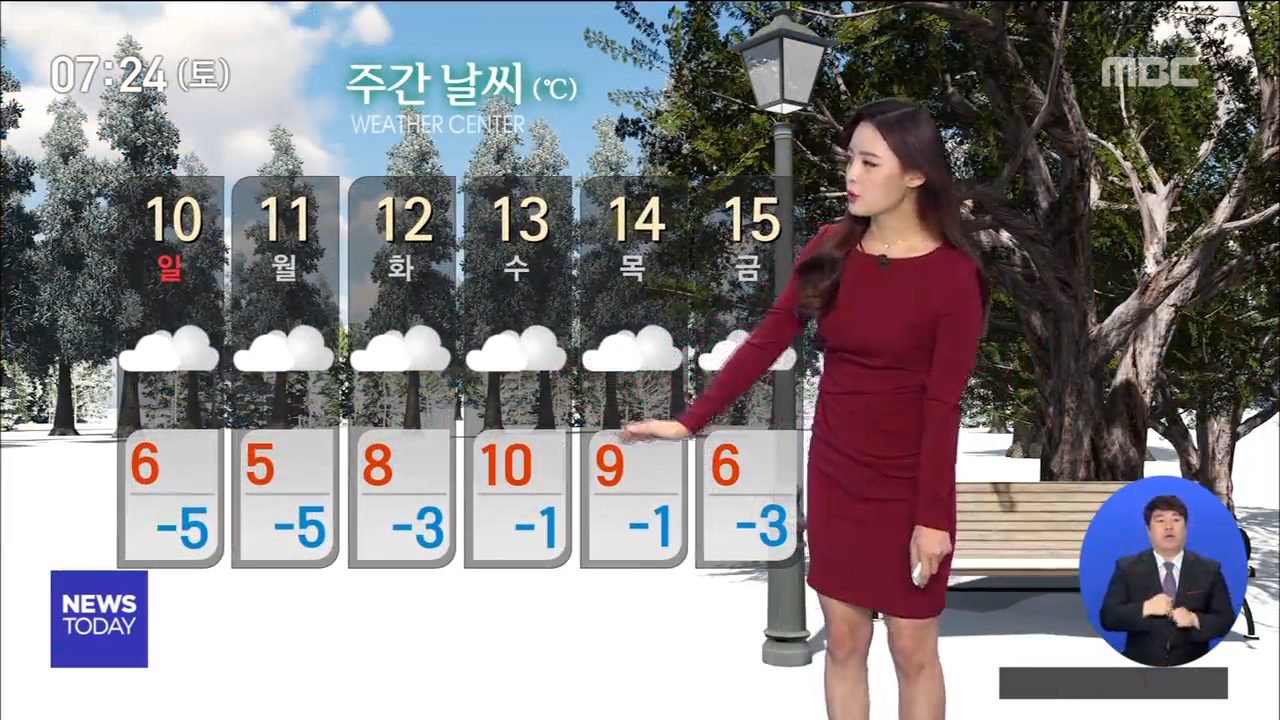 07:24 (토)
주간 날씨 (℃)
WEATHER CENTER
MBC
10 11 12 13 14 15
일 월 화 수 목 금
6 5 8 10 9 6
-5 -5 -3 -1 -1 -3
NEWS
TODAY